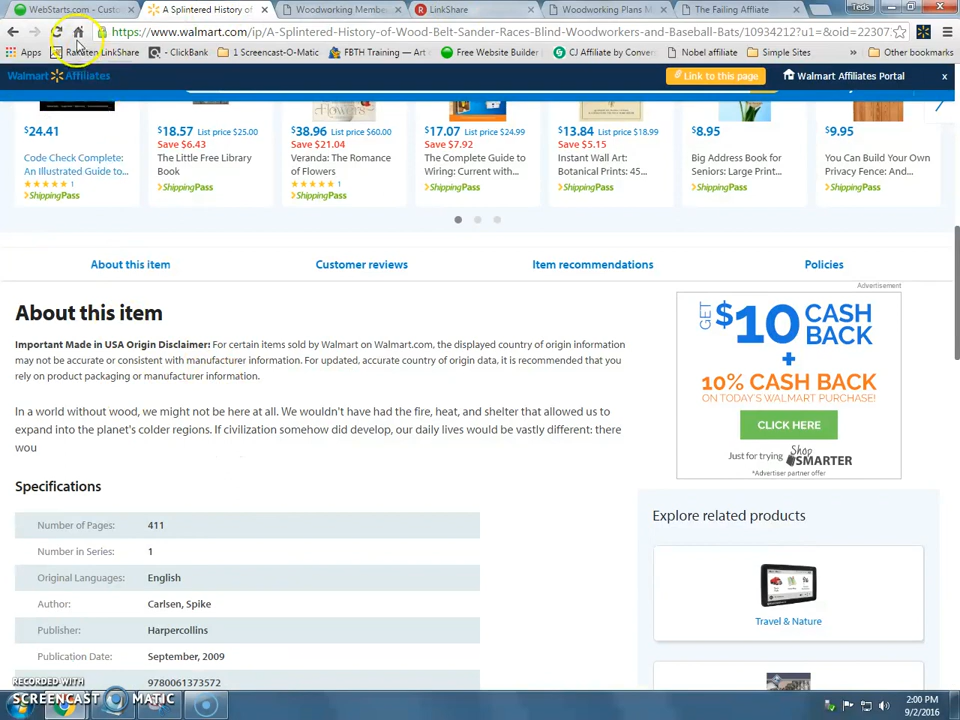 WebStarts.com - Custo
A Splintered History of
Woodworking Membe
LinkShare
Woodworking Plans M
The Failing Affiliate
Teds
https://www.walmart.com/ip/A-Splintered-History-of-Wood-Belt-Sander-Races-Blind-Woodworkers-and-Baseball-Bats/10934212?u1=&oid=22307.
Apps
Rakuten LinkShare
ClickBank
1 Screencast-O-Matic
FBTH Training — Art o
Free Website Builder
CJ Affiliate by Convers
Nobel affiliate
Simple Sites
»
Other bookmarks
Walmart Affiliates
Link to this page
Walmart Affiliates Portal
x
$24.41
$18.57 List price $25.00
$38.96 List price $60.00
$17.07 List price $24.99
$13.84 List price $18.99
$8.95
$9.95
Save $6.43
Save $21.04
Save $7.92
Save $5.15
Code Check Complete: An Illustrated Guide to...
The Little Free Library Book
Veranda: The Romance of Flowers
The Complete Guide to Wiring: Current with...
Instant Wall Art: Botanical Prints: 45...
Big Address Book for Seniors: Large Print...
You Can Build Your Own Privacy Fence: And...
1
1
ShippingPass
ShippingPass
ShippingPass
ShippingPass
ShippingPass
ShippingPass
ShippingPass
About this item
Customer reviews
Item recommendations
Policies
Advertisement
About this item
Important Made in USA Origin Disclaimer: For certain items sold by Walmart on Walmart.com, the displayed country of origin information
may not be accurate or consistent with manufacturer information. For updated, accurate country of origin data, it is recommended that you
rely on product packaging or manufacturer information.
In a world without wood, we might not be here at all. We wouldn't have had the fire, heat, and shelter that allowed us to
expand into the planet's colder regions. If civilization somehow did develop, our daily lives would be vastly different: there
wou
GET $10 CASH BACK
+
10% CASH BACK
ON TODAY'S WALMART PURCHASE!
CLICK HERE
Just for trying Shop SMARTER
*Advertiser partner offer
Specifications
Number of Pages: 411
Number in Series: 1
Original Languages: English
Author: Carlsen, Spike
Publisher: Harpercollins
Publication Date: September, 2009
9780061373572
Explore related products
Travel & Nature
RECORDED WITH
SCREENCAST MATIC
2:00 PM
9/2/2016